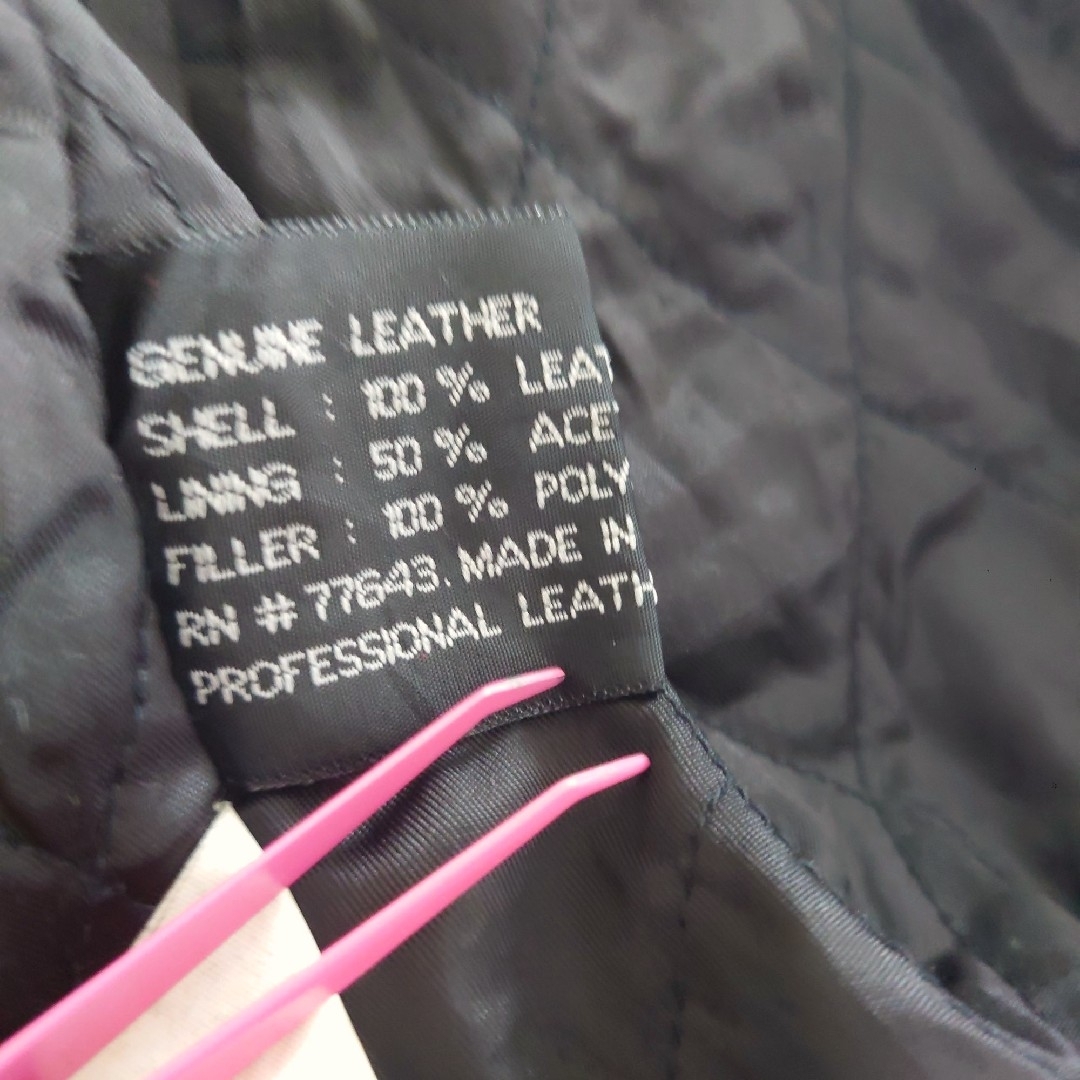 GENUINE LEATHER
SHELL : 100 % LEAT
LINING : 50 % ACE
FILLER : 100 % POLY
RN # 77643. MADE IN
PROFESSIONAL LEATH